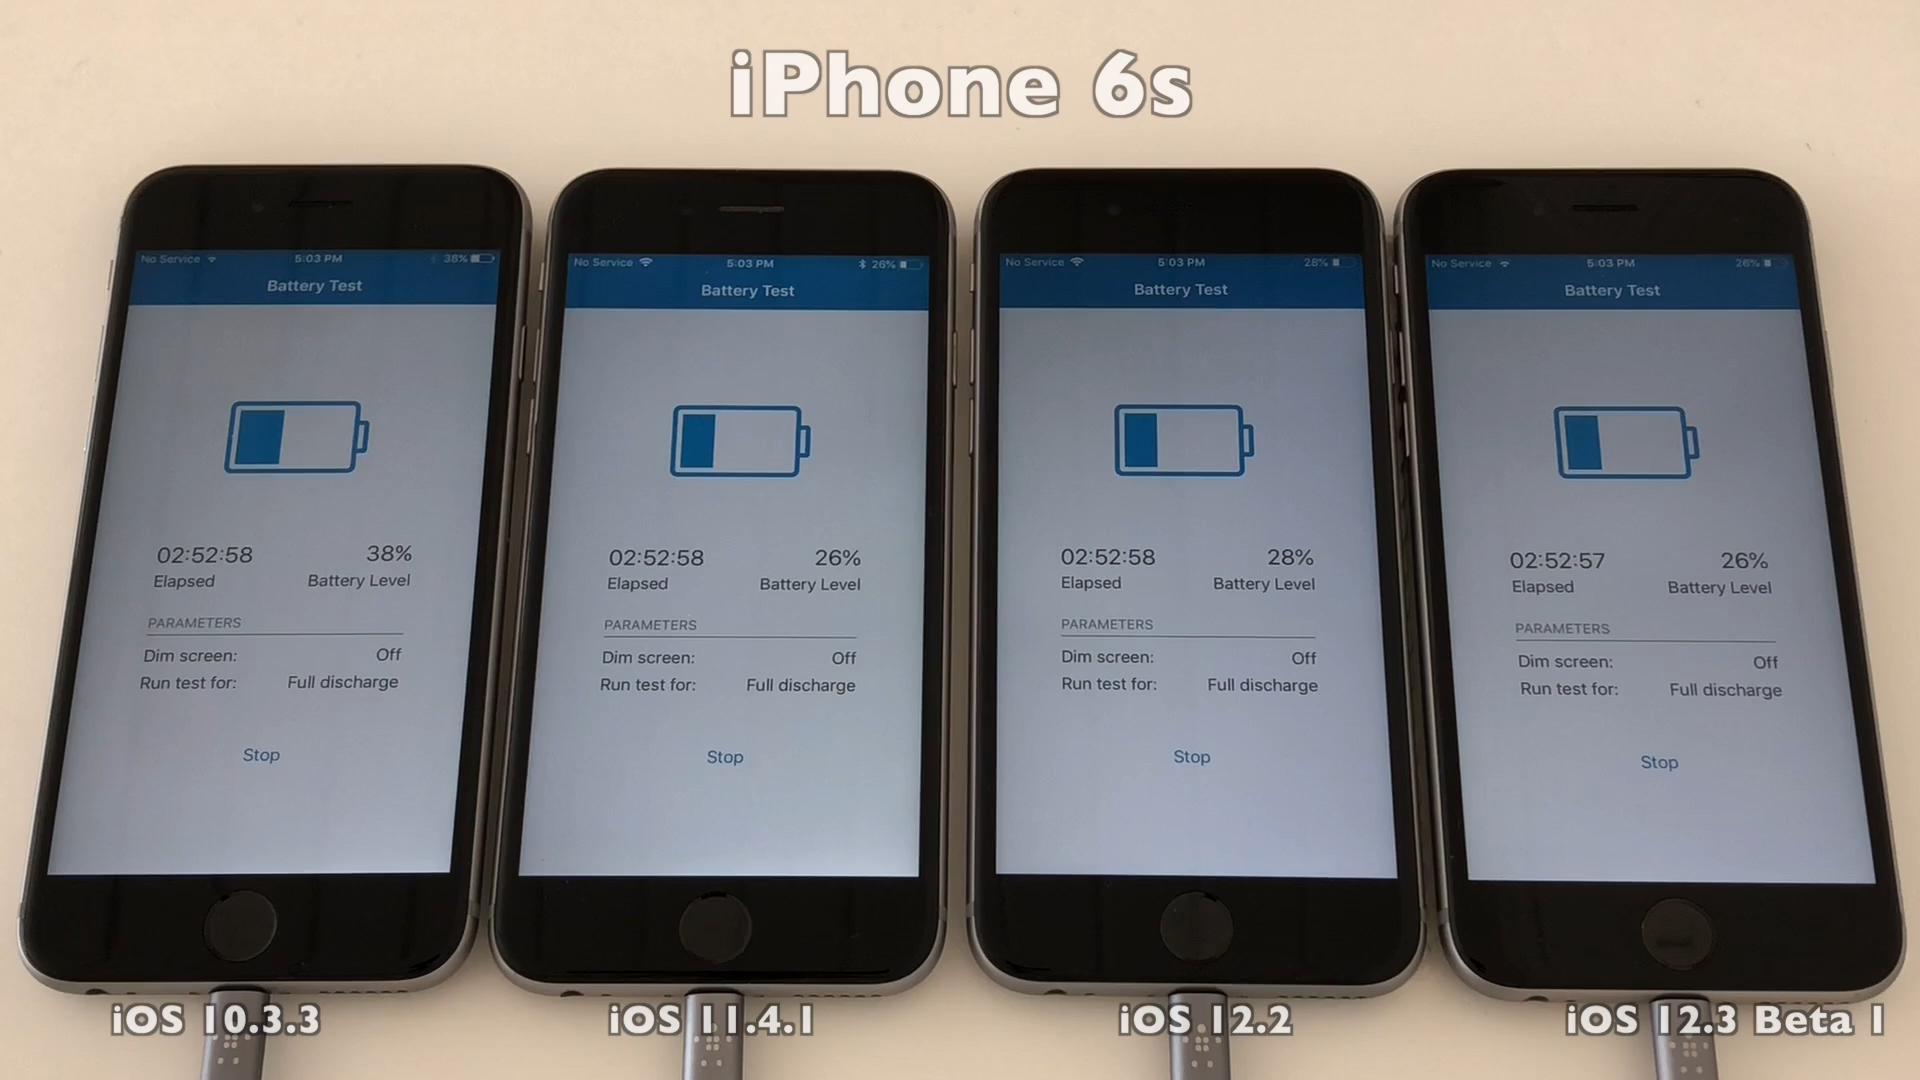 iPhone 6s
No Service 5:03 PM 38%
Battery Test
02:52:58 38%
Elapsed Battery Level
PARAMETERS
Dim screen: Off
Run test for: Full discharge
Stop
iOS 10.3.3
No Service 5:03 PM 26%
Battery Test
02:52:58 26%
Elapsed Battery Level
PARAMETERS
Dim screen: Off
Run test for: Full discharge
Stop
iOS 11.4.1
No Service 5:03 PM 28%
Battery Test
02:52:58 28%
Elapsed Battery Level
PARAMETERS
Dim screen: Off
Run test for: Full discharge
Stop
iOS 12.2
No Service 5:03 PM 26%
Battery Test
02:52:57 26%
Elapsed Battery Level
PARAMETERS
Dim screen: Off
Run test for: Full discharge
Stop
iOS 12.3 Beta 1